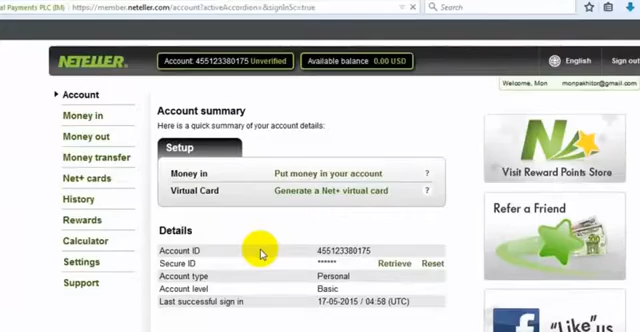 al Payments PLC (IM)
https://member.neteller.com/account?activeAccordion=&signInSc=true
Search
NETELLER
Account: 455123380175 Unverified
Available balance 0.00 USD
English
Sign out
Welcome, Mon
monpekhitor@gmail.com
Account
Money in
Money out
Money transfer
Net+ cards
History
Rewards
Calculator
Settings
Support
Account summary
Here is a quick summary of your account details:
Setup
Money in Put money in your account ?
Virtual Card Generate a Net+ virtual card ?
Details
Account ID 455123380175
Secure ID ****** Retrieve Reset
Account type Personal
Account level Basic
Last successful sign in 17-05-2015 / 04:58 (UTC)
N
Visit Reward Points Store
Refer a Friend
f "Like" us